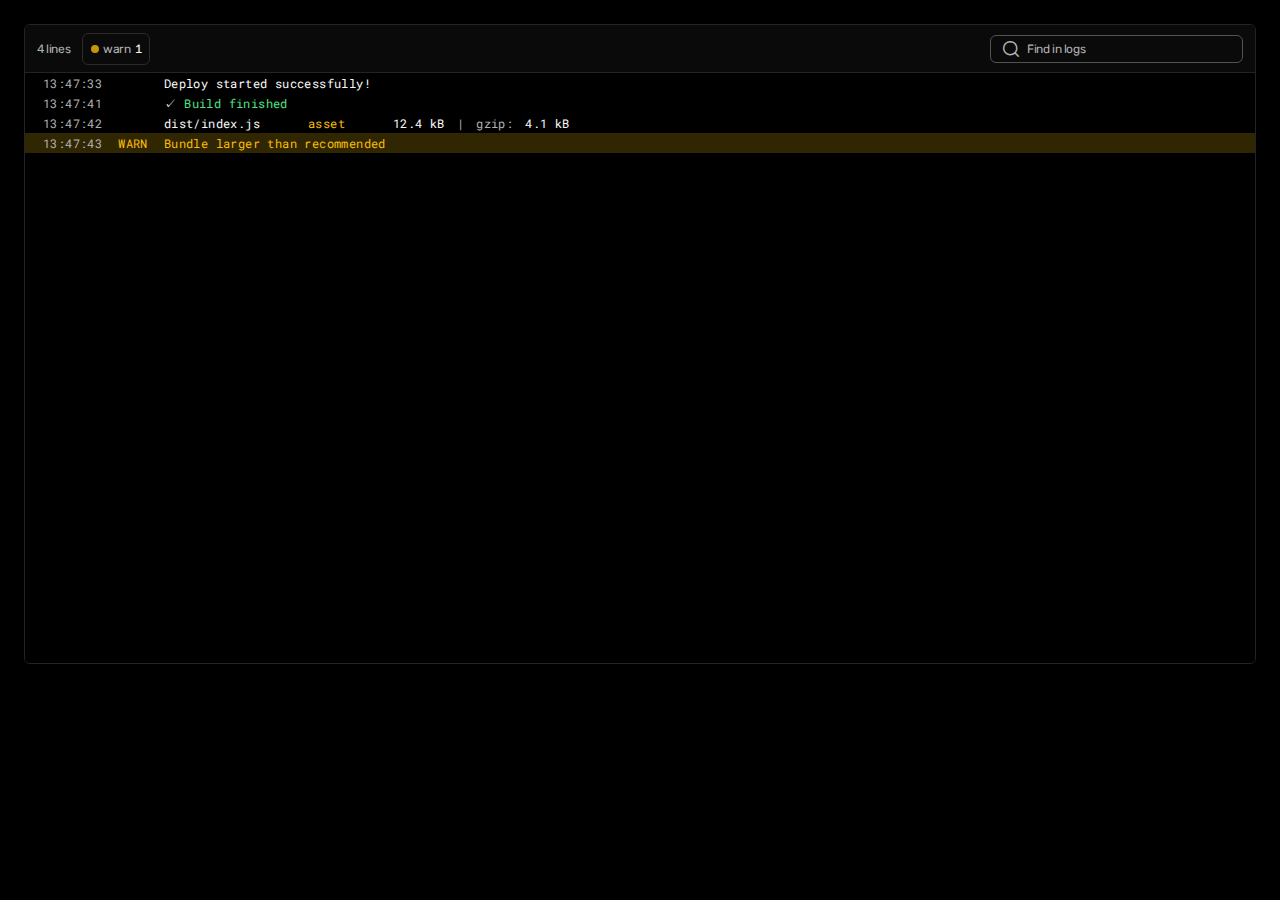 4 lines warn 1 Find in logs
13:47:33 Deploy started successfully!
13:47:41 ✓ Build finished
13:47:42 dist/index.js asset 12.4 kB | gzip: 4.1 kB
13:47:43 WARN Bundle larger than recommended